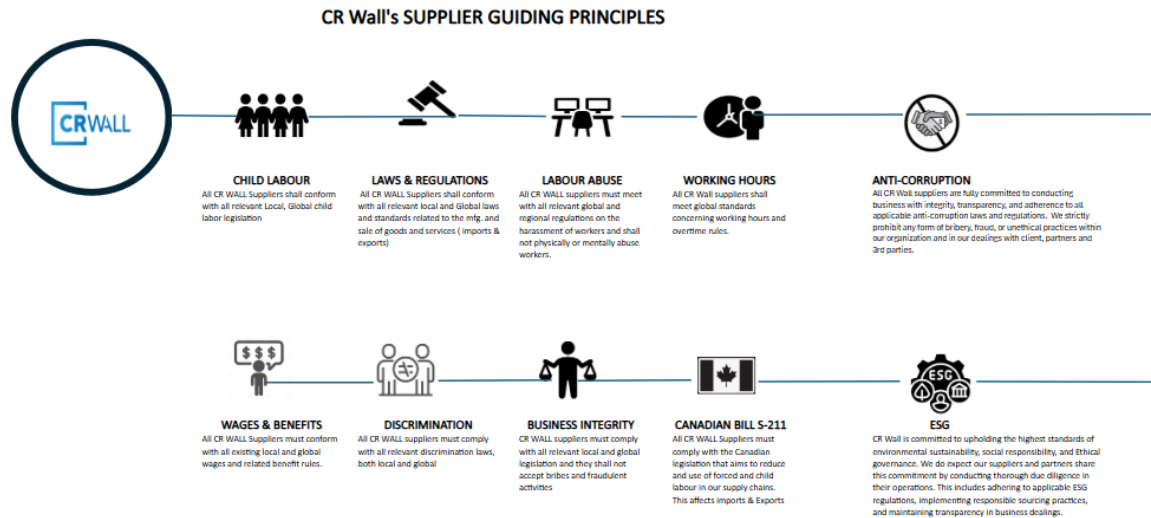 CR Wall's SUPPLIER GUIDING PRINCIPLES
CRWALL
CHILD LABOUR
All CR WALL Suppliers shall conform
with all relevant Local, Global child
labor legislation
LAWS & REGULATIONS
All CR WALL Suppliers shall conform
with all relevant local and Global laws
and standards related to the mfg. and
sale of goods and services ( imports &
exports)
LABOUR ABUSE
All CR WALL suppliers must meet
with all relevant global and
regional regulations on the
harassment of workers and shall
not physically or mentally abuse
workers.
WORKING HOURS
All CR Wall suppliers shall
meet global standards
concerning working hours and
overtime rules.
ANTI-CORRUPTION
All CR Wall suppliers are fully committed to conducting
business with integrity, transparency, and adherence to all
applicable anti-corruption laws and regulations. We strictly
prohibit any form of bribery, fraud, or unethical practices within
our organization and in our dealings with client, partners and
3rd parties.
$ $ $
WAGES & BENEFITS
All CR WALL Suppliers must conform
with all existing local and global
wages and related benefit rules.
DISCRIMINATION
All CR WALL suppliers must comply
with all relevant discrimination laws,
both local and global
BUSINESS INTEGRITY
CR WALL suppliers must comply
with all relevant local and global
legislation and they shall not
accept bribes and fraudulent
activities
CANADIAN BILL S-211
All CR WALL Suppliers must
comply with the Canadian
legislation that aims to reduce
and use of forced and child
labour in our supply chains.
This affects imports & Exports
ESG
ESG
CR Wall is committed to upholding the highest standards of
environmental sustainability, social responsibility, and Ethical
governance. We do expect our suppliers and partners share
this commitment by conducting thorough due diligence in
their operations. This includes adhering to applicable ESG
regulations, implementing responsible sourcing practices,
and maintaining transparency in business dealings.